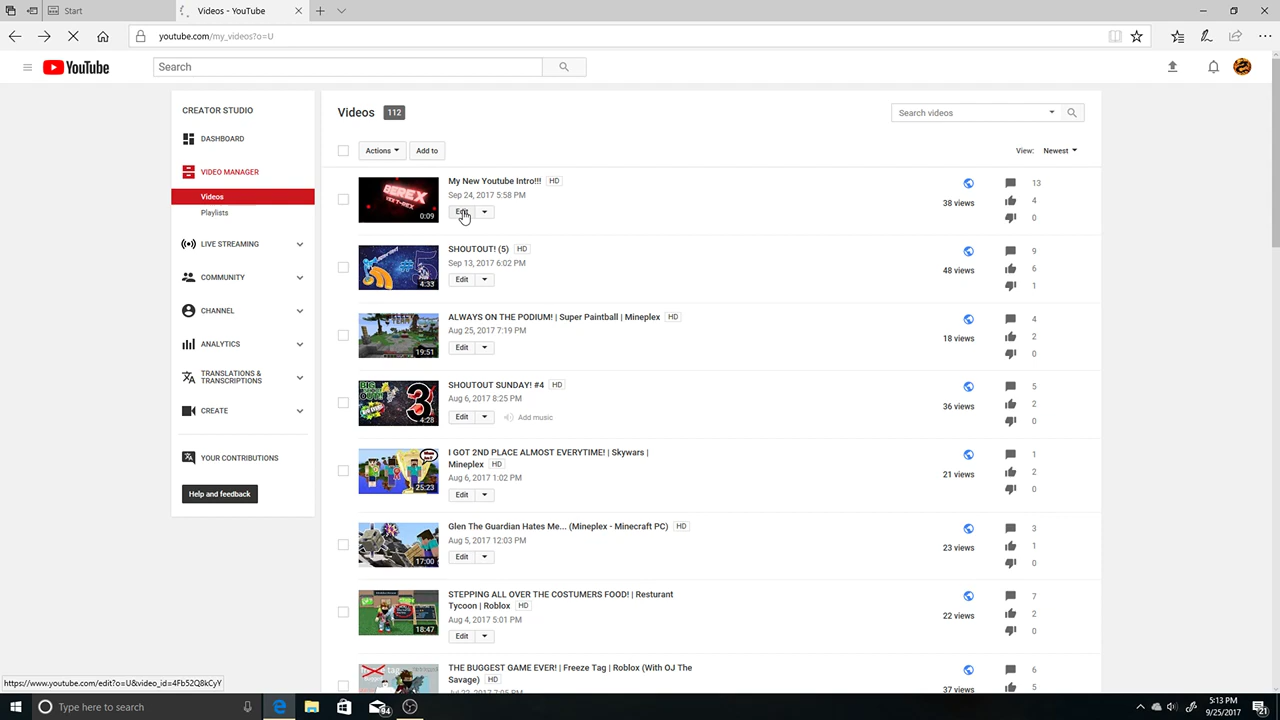 Start
Videos - YouTube
youtube.com/my_videos?o=U
YouTube
Search
CREATOR STUDIO
DASHBOARD
VIDEO MANAGER
Videos
Playlists
LIVE STREAMING
COMMUNITY
CHANNEL
ANALYTICS
TRANSLATIONS &
TRANSCRIPTIONS
CREATE
YOUR CONTRIBUTIONS
Help and feedback
Videos 112
Search videos
Actions Add to
View: Newest
BEREX
0:09
My New Youtube Intro!!! HD
Sep 24, 2017 5:58 PM
Edit
38 views
13
4
0
4:33
SHOUTOUT! (5) HD
Sep 13, 2017 6:02 PM
Edit
48 views
9
6
1
19:51
ALWAYS ON THE PODIUM! | Super Paintball | Mineplex HD
Aug 25, 2017 7:19 PM
Edit
18 views
4
2
0
3
4:28
SHOUTOUT SUNDAY! #4 HD
Aug 6, 2017 8:25 PM
Edit Add music
36 views
5
2
0
25:23
I GOT 2ND PLACE ALMOST EVERYTIME! | Skywars |
Mineplex HD
Aug 6, 2017 1:02 PM
Edit
21 views
1
2
0
17:00
Glen The Guardian Hates Me... (Mineplex - Minecraft PC) HD
Aug 5, 2017 12:03 PM
Edit
23 views
3
1
0
18:47
STEPPING ALL OVER THE COSTUMERS FOOD! | Resturant
Tycoon | Roblox HD
Aug 4, 2017 5:01 PM
Edit
22 views
7
2
0
THE BUGGEST GAME EVER! | Freeze Tag | Roblox (With OJ The
Savage) HD
37 views
6
5
https://www.youtube.com/edit?o=U&video_id=4Fb52Q8kCyY
Type here to search
94
5:13 PM
9/25/2017
21